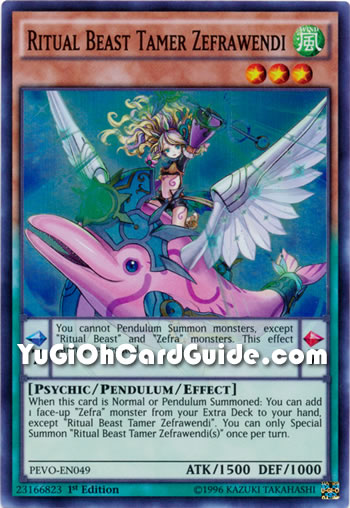 RITUAL BEAST TAMER ZEFRAWENDI
WIND
風
You cannot Pendulum Summon monsters, except
"Ritual Beast" and "Zefra" monsters. This effect
YuGiOhCardGuide.com
[PSYCHIC/PENDULUM/EFFECT]
When this card is Normal or Pendulum Summoned: You can add
1 face-up "Zefra" monster from your Extra Deck to your hand,
except "Ritual Beast Tamer Zefrawendi". You can only Special
Summon "Ritual Beast Tamer Zefrawendi(s)" once per turn.
PEVO-EN049
ATK/1500 DEF/1000
23166823
1st Edition
©1996 KAZUKI TAKAHASHI